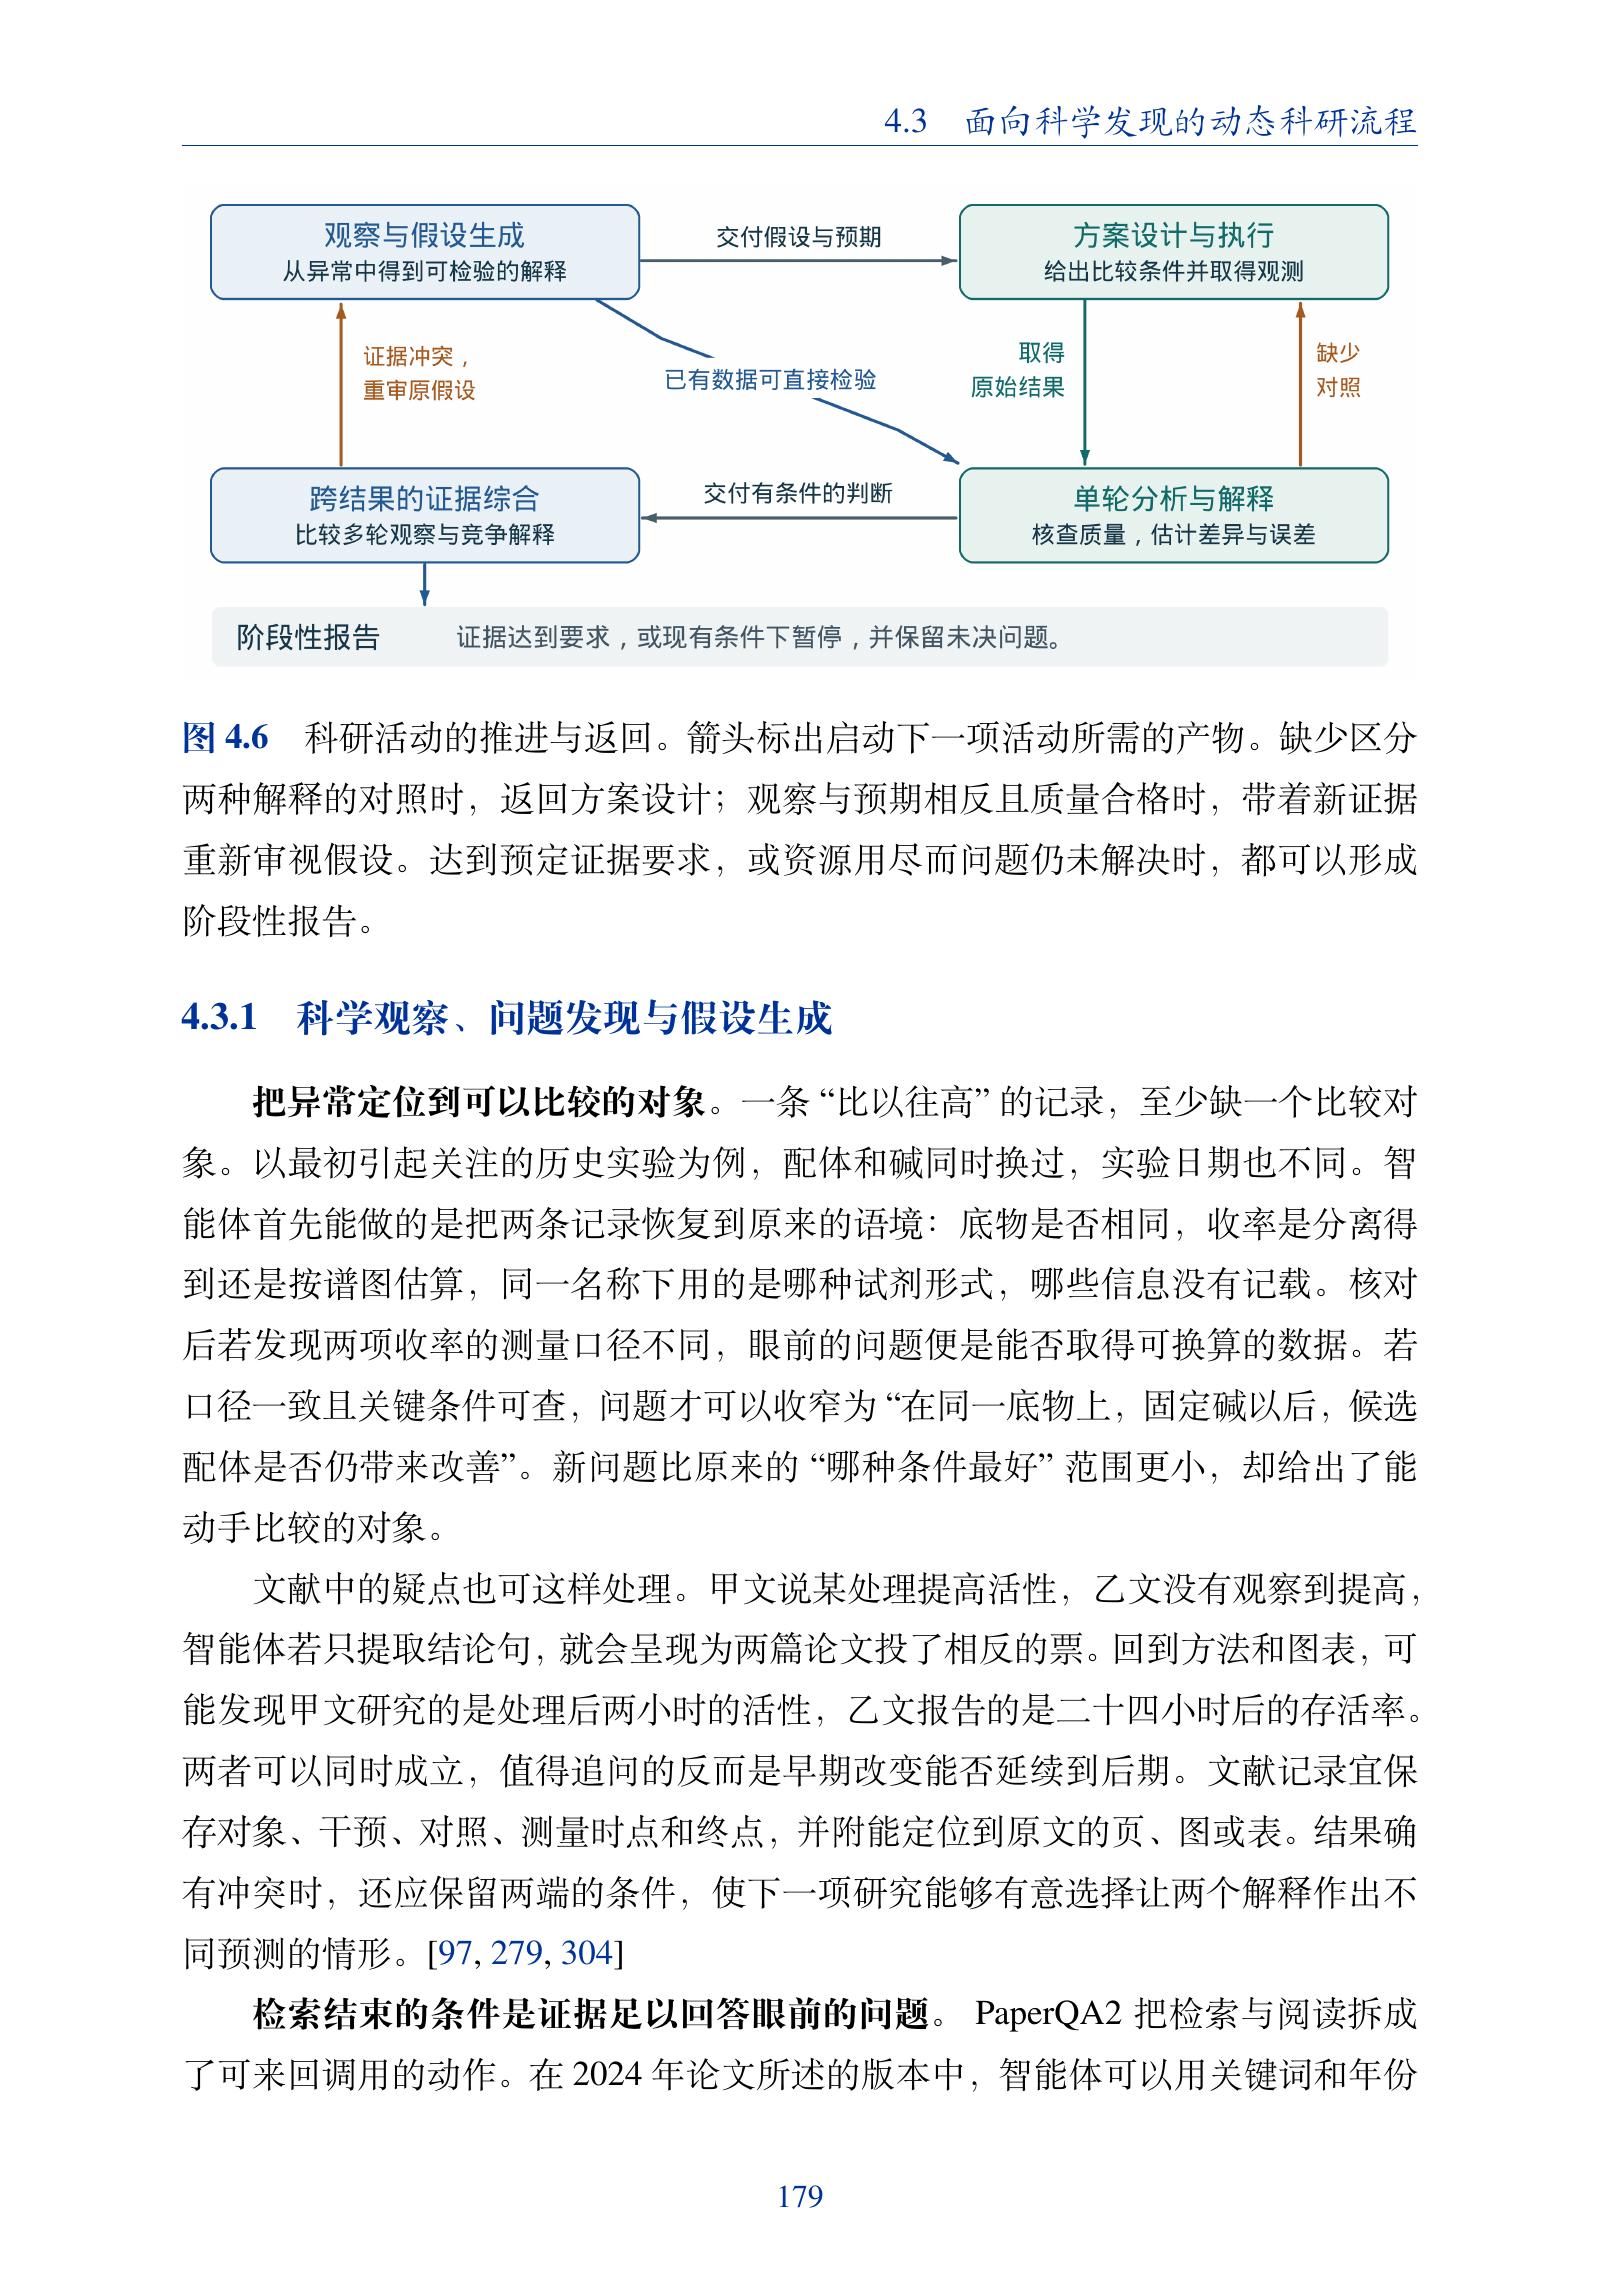 4.3 面向科学发现的动态科研流程
观察与假设生成
从异常中得到可检验的解释
交付假设与预期
方案设计与执行
给出比较条件并取得观测
证据冲突，
重审原假设
已有数据可直接检验
取得
原始结果
缺少
对照
跨结果的证据综合
比较多轮观察与竞争解释
交付有条件的判断
单轮分析与解释
核查质量，估计差异与误差
阶段性报告 证据达到要求，或现有条件下暂停，并保留未决问题。
图 4.6 科研活动的推进与返回。箭头标出启动下一项活动所需的产物。缺少区分
两种解释的对照时，返回方案设计；观察与预期相反且质量合格时，带着新证据
重新审视假设。达到预定证据要求，或资源用尽而问题仍未解决时，都可以形成
阶段性报告。
4.3.1 科学观察、问题发现与假设生成
把异常定位到可以比较的对象。一条 “比以往高” 的记录，至少缺一个比较对
象。以最初引起关注的历史实验为例，配体和碱同时换过，实验日期也不同。智
能体首先能做的是把两条记录恢复到原来的语境：底物是否相同，收率是分离得
到还是按谱图估算，同一名称下用的是哪种试剂形式，哪些信息没有记载。核对
后若发现两项收率的测量口径不同，眼前的问题便是能否取得可换算的数据。若
口径一致且关键条件可查，问题才可以收窄为 “在同一底物上，固定碱以后，候选
配体是否仍带来改善”。新问题比原来的 “哪种条件最好” 范围更小，却给出了能
动手比较的对象。
文献中的疑点也可这样处理。甲文说某处理提高活性，乙文没有观察到提高，
智能体若只提取结论句，就会呈现为两篇论文投了相反的票。回到方法和图表，可
能发现甲文研究的是处理后两小时的活性，乙文报告的是二十四小时后的存活率。
两者可以同时成立，值得追问的反而是早期改变能否延续到后期。文献记录宜保
存对象、干预、对照、测量时点和终点，并附能定位到原文的页、图或表。结果确
有冲突时，还应保留两端的条件，使下一项研究能够有意选择让两个解释作出不
同预测的情形。[97, 279, 304]
检索结束的条件是证据足以回答眼前的问题。 PaperQA2 把检索与阅读拆成
了可来回调用的动作。在 2024 年论文所述的版本中，智能体可以用关键词和年份
179